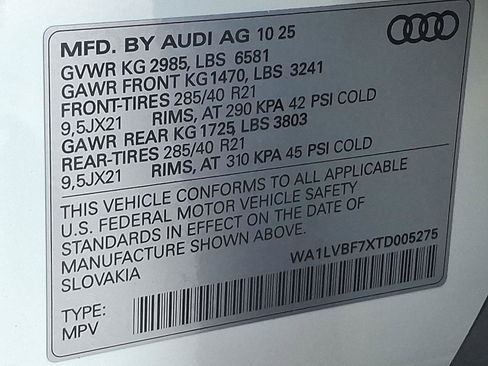 MFD. BY AUDI AG 10 25
GVWR KG 2985, LBS 6581
GAWR FRONT KG1470, LBS 3241
FRONT-TIRES 285/40 R21
9,5JX21 RIMS, AT 290 KPA 42 PSI COLD
GAWR REAR KG 1725, LBS 3803
REAR-TIRES 285/40 R21
9,5JX21 RIMS, AT 310 KPA 45 PSI COLD
THIS VEHICLE CONFORMS TO ALL APPLICABLE
U.S. FEDERAL MOTOR VEHICLE SAFETY
STANDARDS IN EFFECT ON THE DATE OF
MANUFACTURE SHOWN ABOVE.
SLOVAKIA
WA1LVBF7XTD005275
TYPE:
MPV